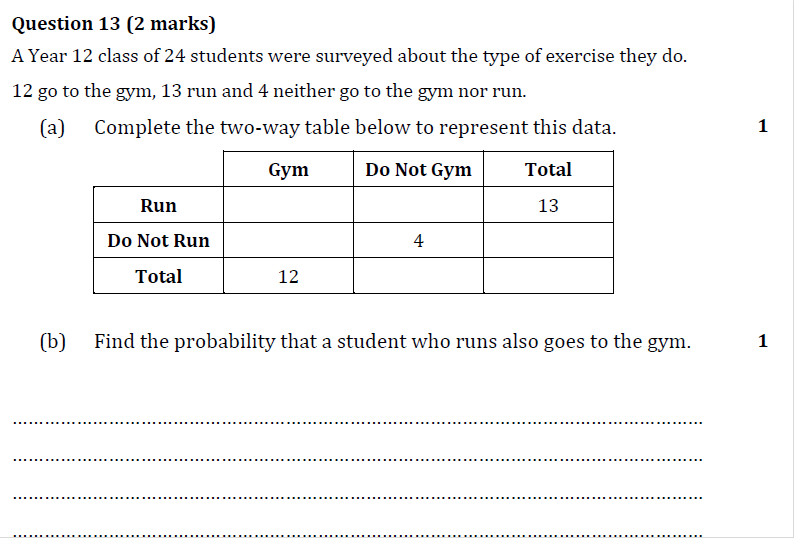 Question 13 (2 marks)
A Year 12 class of 24 students were surveyed about the type of exercise they do.
12 go to the gym, 13 run and 4 neither go to the gym nor run.
(a) Complete the two-way table below to represent this data. 1
Gym Do Not Gym Total
Run 13
Do Not Run 4
Total 12
(b) Find the probability that a student who runs also goes to the gym. 1